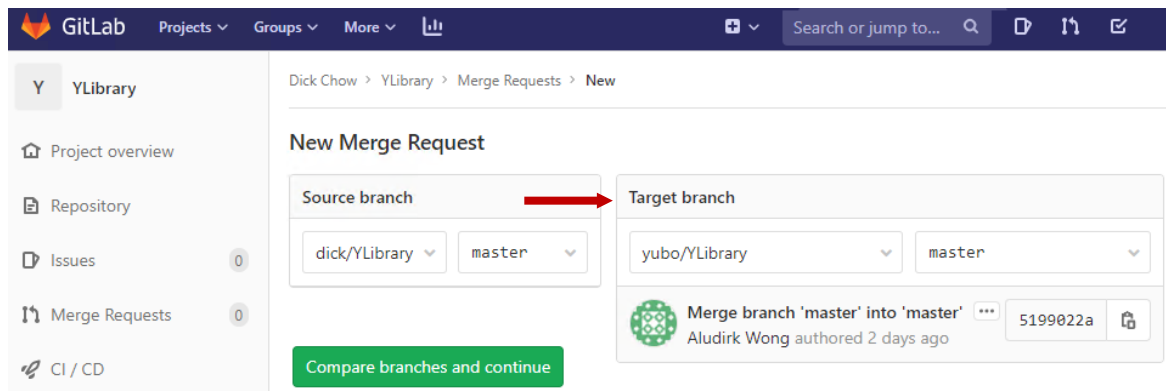 GitLab Projects Groups More Search or jump to...
Y YLibrary
Dick Chow > YLibrary > Merge Requests > New
Project overview
Repository
Issues 0
Merge Requests 0
CI / CD
New Merge Request
Source branch
dick/YLibrary master
Compare branches and continue
Target branch
yubo/YLibrary master
Merge branch 'master' into 'master' ... 5199022a
Aludirk Wong authored 2 days ago